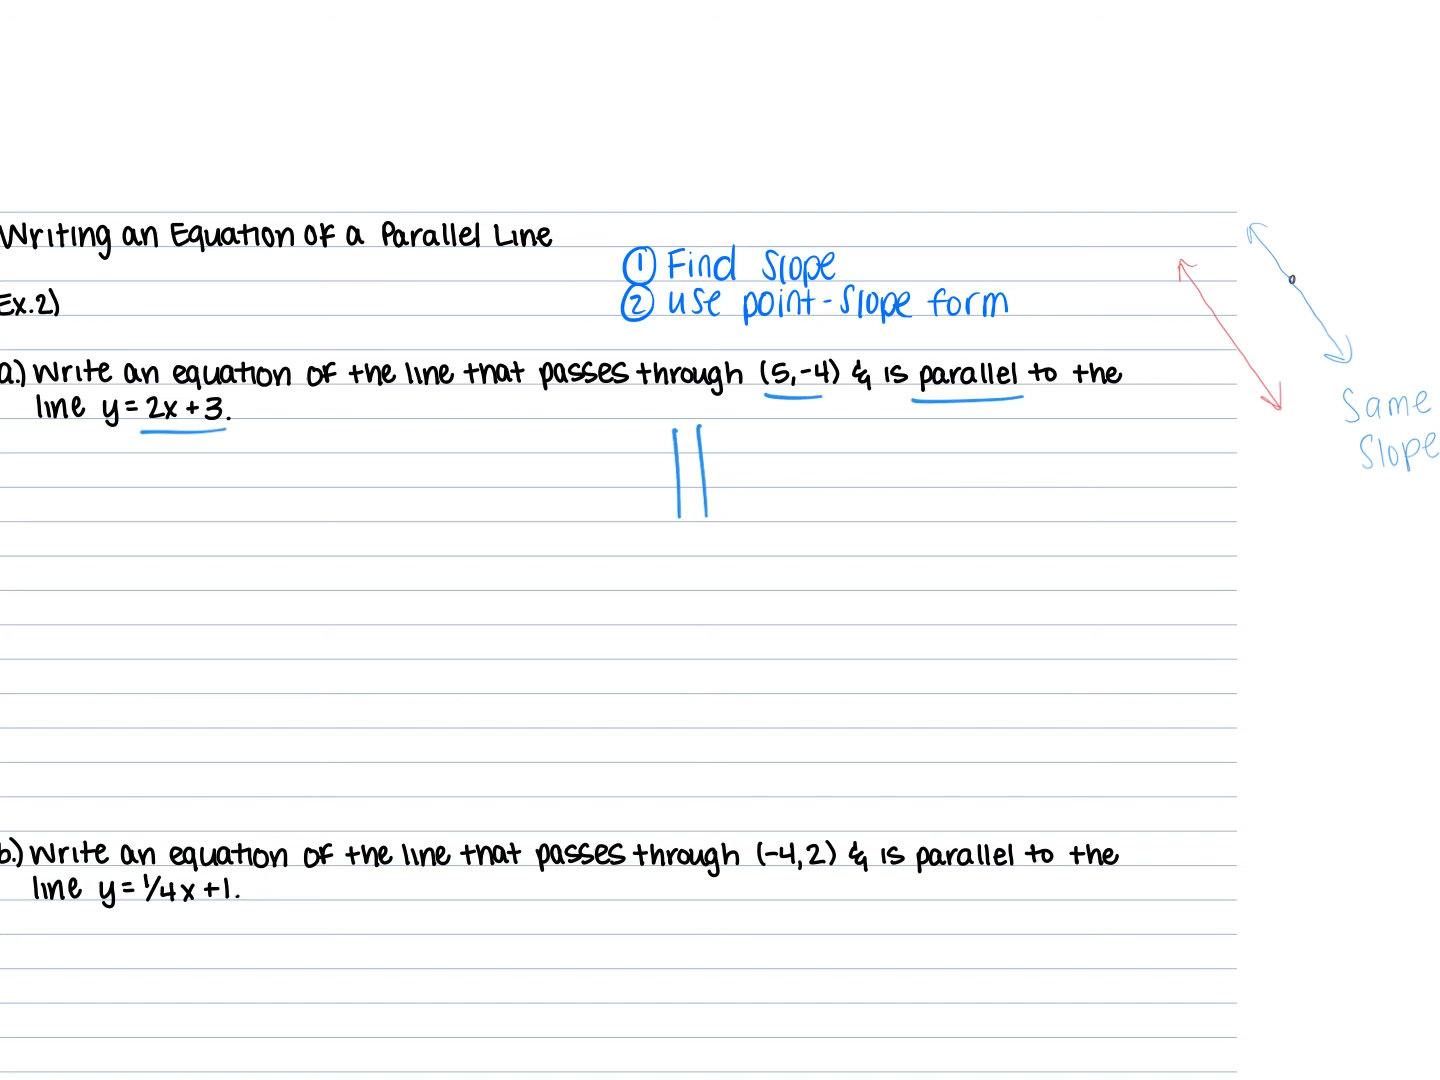 Writing an Equation of a Parallel Line
① Find slope
Ex.2)
② use point-slope form
a.) Write an equation of the line that passes through (5,-4) & is parallel to the
line y = 2x + 3.
Same
Slope
b.) Write an equation of the line that passes through (-4,2) & is parallel to the
line y = 1/4x + 1.